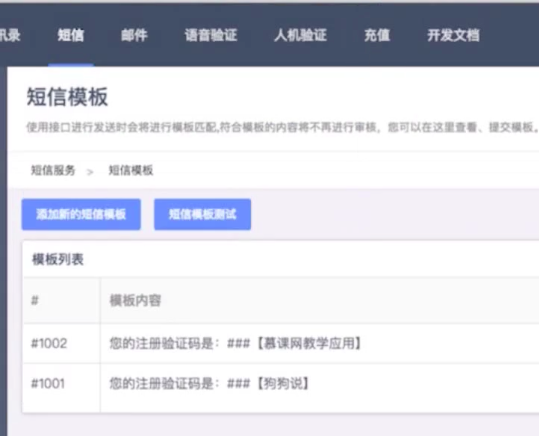 讯录 短信 邮件 语音验证 人机验证 充值 开发文档
短信模板
使用接口进行发送时会将进行模板匹配,符合模板的内容将不再进行审核。您可以在这里查看、提交模板。
短信服务 > 短信模板
添加新的短信模板 短信模板测试
模板列表
# 模板内容
#1002 您的注册验证码是：###【慕课网教学应用】
#1001 您的注册验证码是：###【狗狗说】